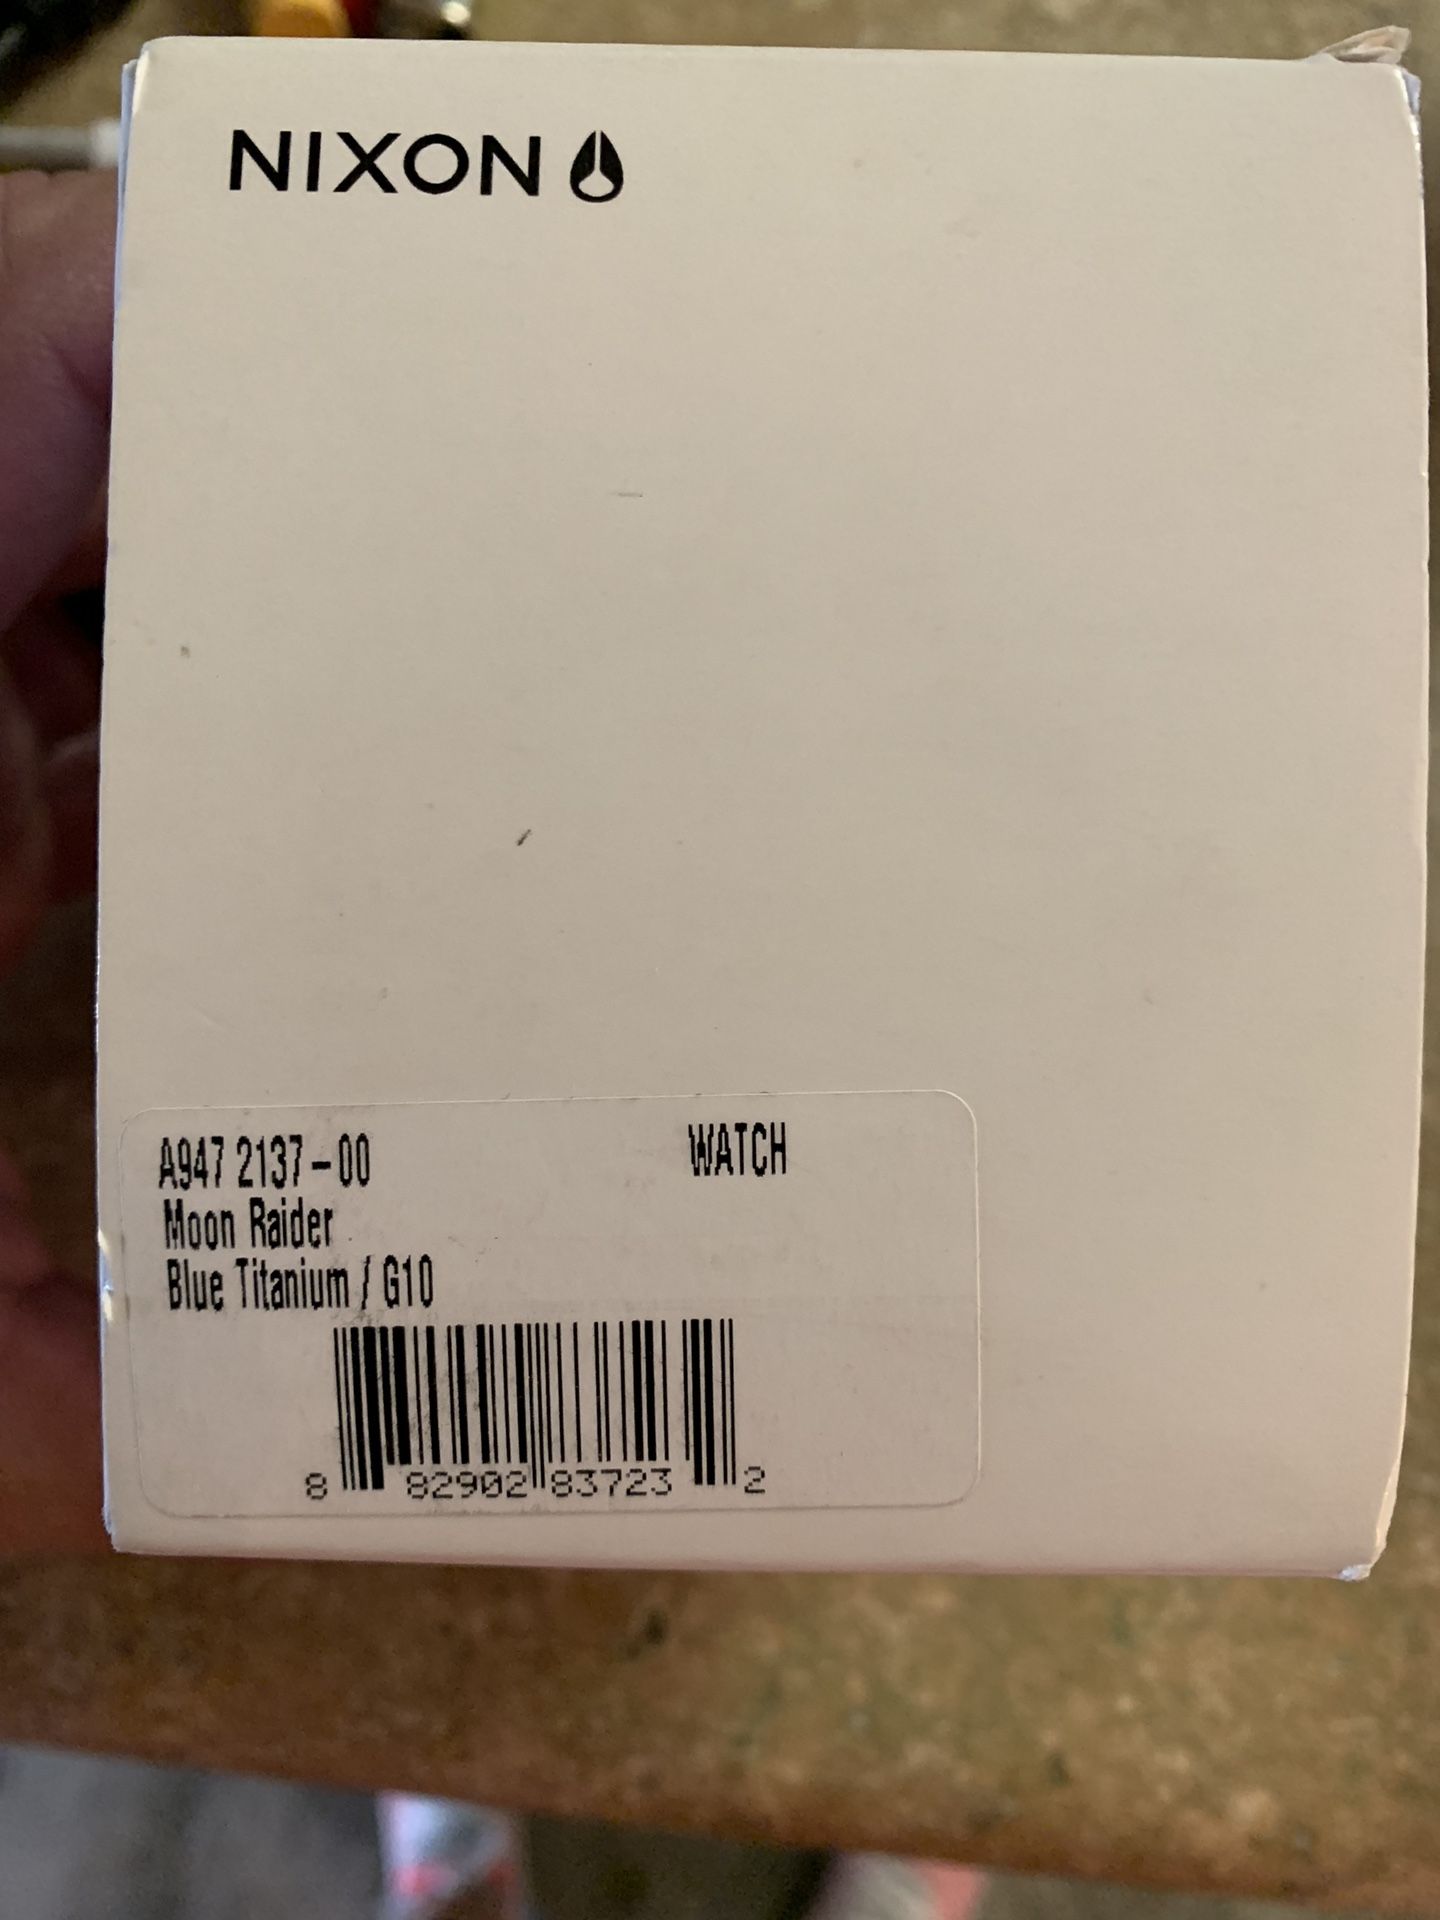 NIXON
A947 2137-00 WATCH
Moon Raider
Blue Titanium / G10
8 82902 83723 2